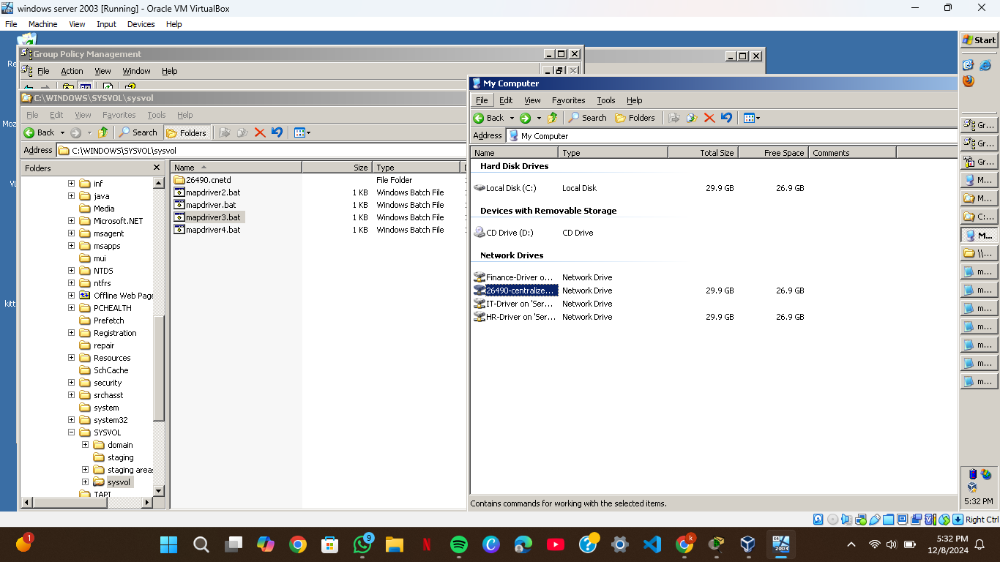 windows server 2003 [Running] - Oracle VM VirtualBox
File Machine View Input Devices Help
Start
Re
Group Policy Management
File Action View Window Help
My Computer
File Edit View Favorites Tools Help
Back Search Folders
Address My Computer
Name Type Total Size Free Space Comments
Hard Disk Drives
Local Disk (C:) Local Disk 29.9 GB 26.9 GB
Devices with Removable Storage
CD Drive (D:) CD Drive
Network Drives
Finance-Driver o... Network Drive
26490-centralize... Network Drive 29.9 GB 26.9 GB
IT-Driver on 'Ser... Network Drive
HR-Driver on 'Ser... Network Drive 29.9 GB 26.9 GB
Contains commands for working with the selected items.
C:\WINDOWS\SYSVOL\sysvol
File Edit View Favorites Tools Help
Back Search Folders
Address C:\WINDOWS\SYSVOL\sysvol
Folders
inf
java
Media
Microsoft.NET
msagent
msapps
mui
NTDS
ntfrs
Offline Web Page
PCHEALTH
Prefetch
Registration
repair
Resources
SchCache
security
srchasst
system
system32
SYSVOL
domain
staging
staging areas
sysvol
TAPI
Name Size Type
26490.cnetd File Folder
mapdriver2.bat 1 KB Windows Batch File
mapdriver.bat 1 KB Windows Batch File
mapdriver3.bat 1 KB Windows Batch File
mapdriver4.bat 1 KB Windows Batch File
Moz
VL
kitt
Gr...
Gr...
Gr...
M...
M...
C:...
M...
\\...
m...
m...
m...
m...
m...
m...
m...
5:32 PM
Right Ctrl
1
9
k
2003
5:32 PM
12/8/2024